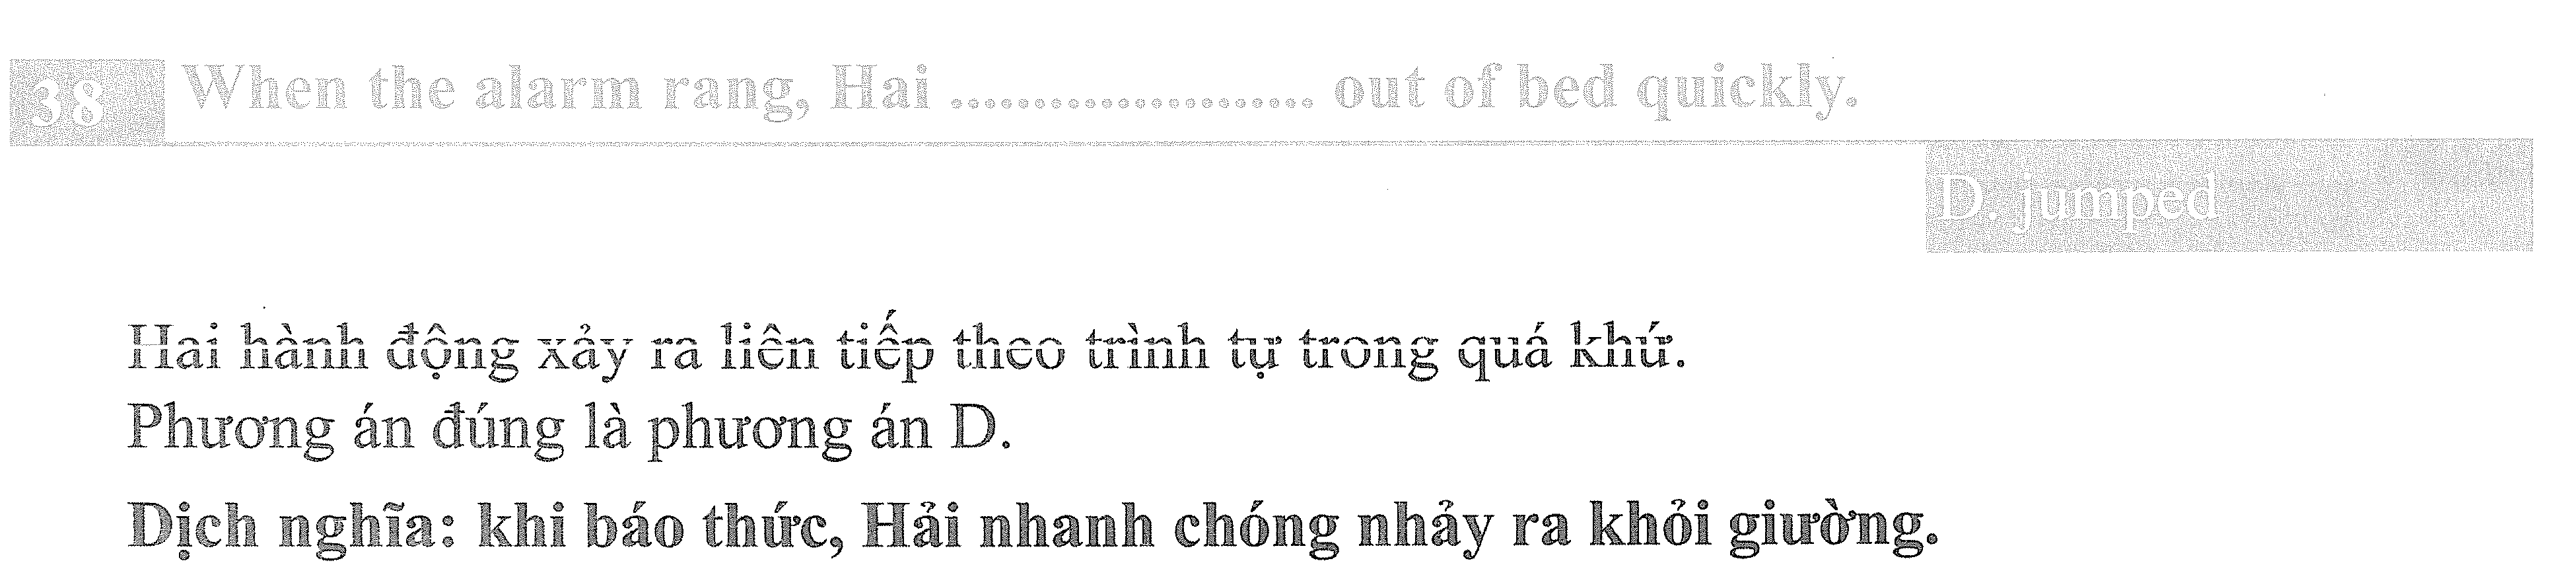 38 When the alarm rang, Hai ...................... out of bed quickly.
D. jumped
Hai hành động xảy ra liên tiếp theo trình tự trong quá khứ.
Phương án đúng là phương án D.
Dịch nghĩa: khi báo thức, Hải nhanh chóng nhảy ra khỏi giường.